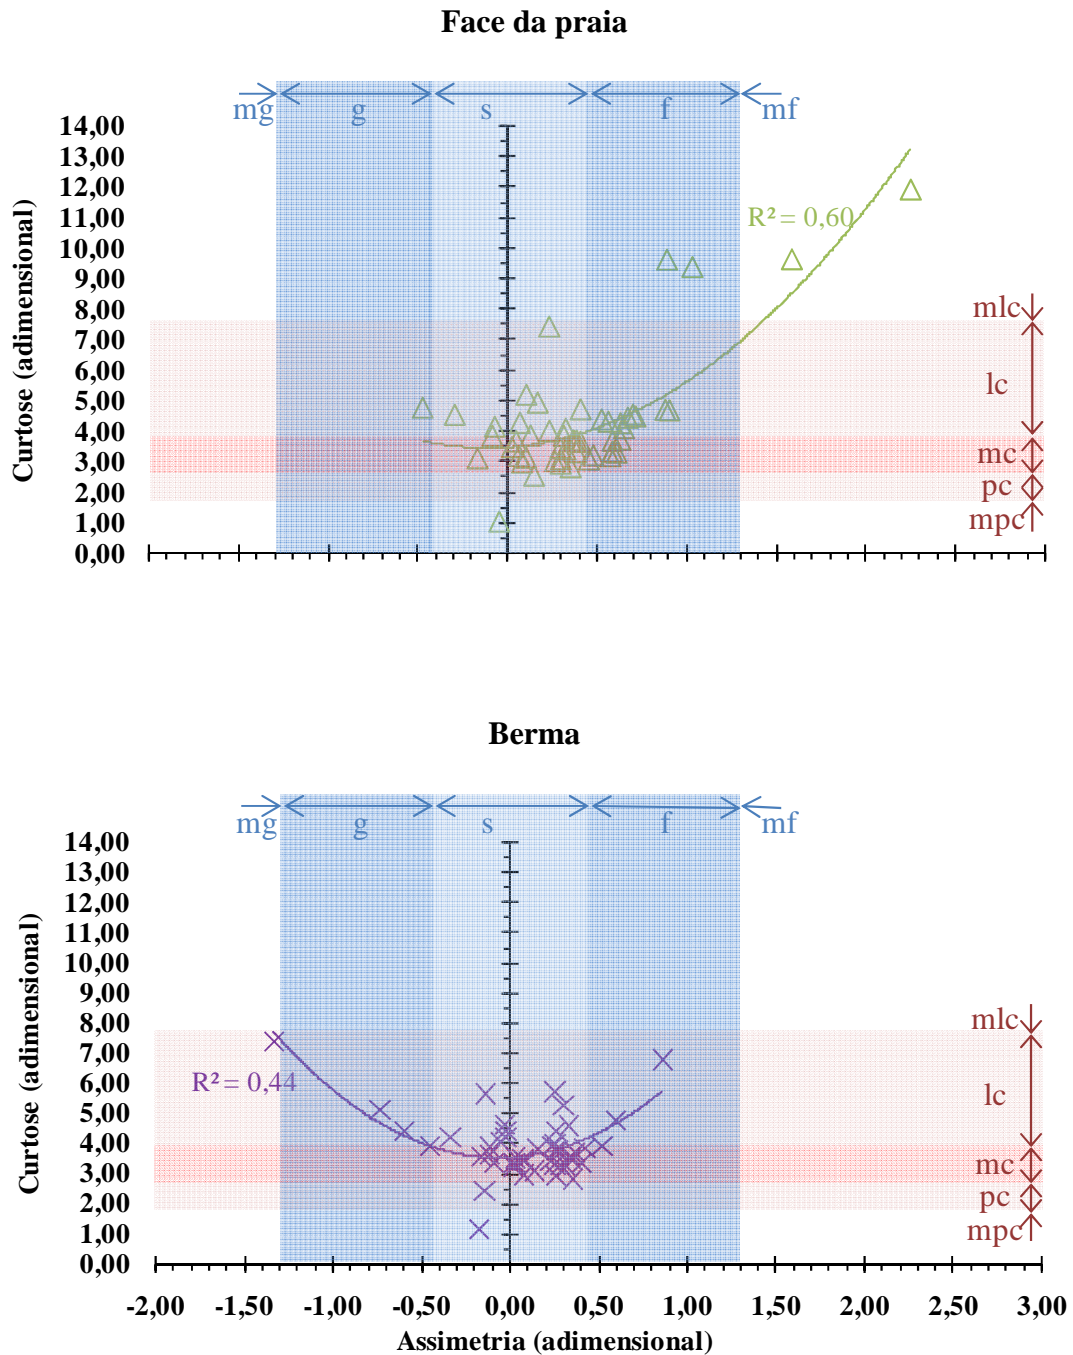 Face da praia
mg g s f mf
14,00
13,00
12,00
11,00
10,00
9,00
8,00
7,00
6,00
5,00
4,00
3,00
2,00
1,00
0,00
Curtose (adimensional)
R² = 0,60
mlc
lc
mc
pc
mpc
Berma
mg g s f mf
14,00
13,00
12,00
11,00
10,00
9,00
8,00
7,00
6,00
5,00
4,00
3,00
2,00
1,00
0,00
Curtose (adimensional)
R² = 0,44
mlc
lc
mc
pc
mpc
-2,00 -1,50 -1,00 -0,50 0,00 0,50 1,00 1,50 2,00 2,50 3,00
Assimetria (adimensional)